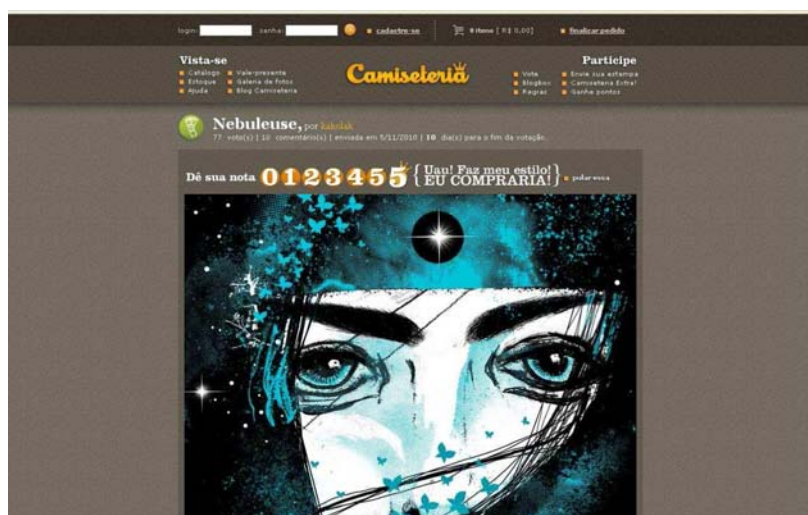 login: senha: cadastre-se 0 itens [ R$ 0,00] finalizar pedido
Vista-se
Catálogo Vale-presente
Estoque Galeria de fotos
Ajuda Blog Camiseteria
Camiseteria
Participe
Vote Envie sua estampa
Blogbox Camiseteria Extra!
Regras Ganhe pontos
Nebuleuse, por kakolak
77 voto(s) | 10 comentário(s) | enviada em 5/11/2010 | 10 dia(s) para o fim da votação.
Dê sua nota 0 1 2 3 4 5 5 { Uau! Faz meu estilo! EU COMPRARIA! } pular essa